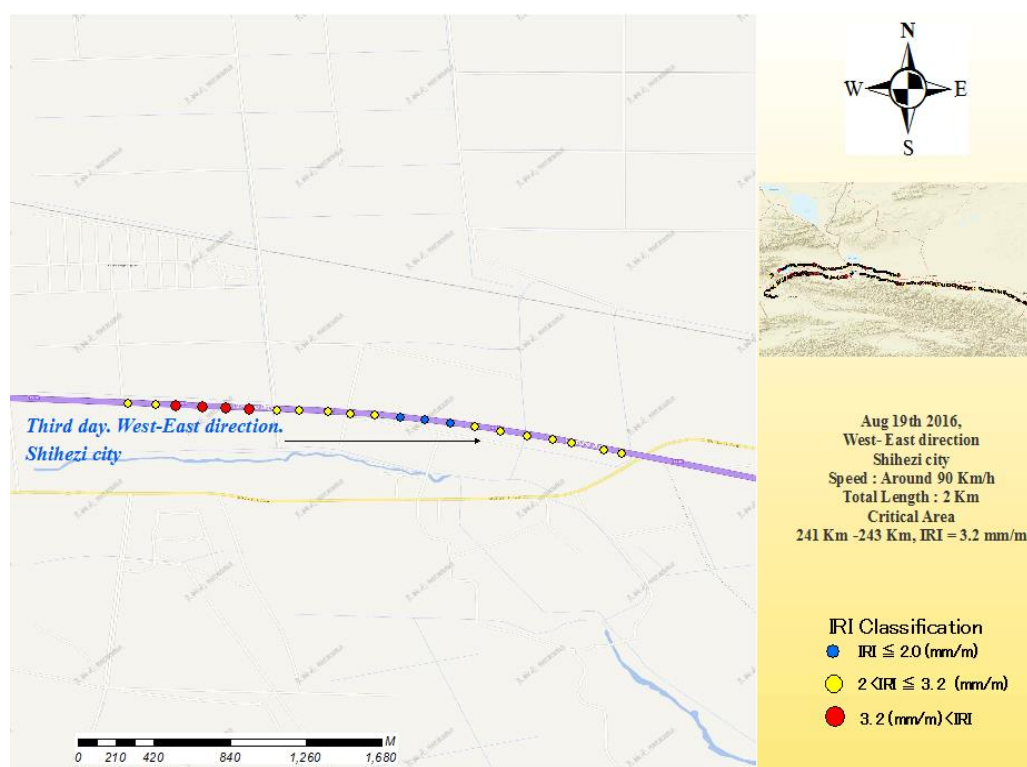 N
W E
S
Third day. West-East direction.
Shihezi city
Aug 19th 2016,
West- East direction
Shihezi city
Speed : Around 90 Km/h
Total Length : 2 Km
Critical Area
241 Km -243 Km, IRI = 3.2 mm/m
IRI Classification
IRI ≦ 2.0 (mm/m)
2<IRI ≦ 3.2 (mm/m)
3.2 (mm/m)<IRI
M
0 210 420 840 1,260 1,680